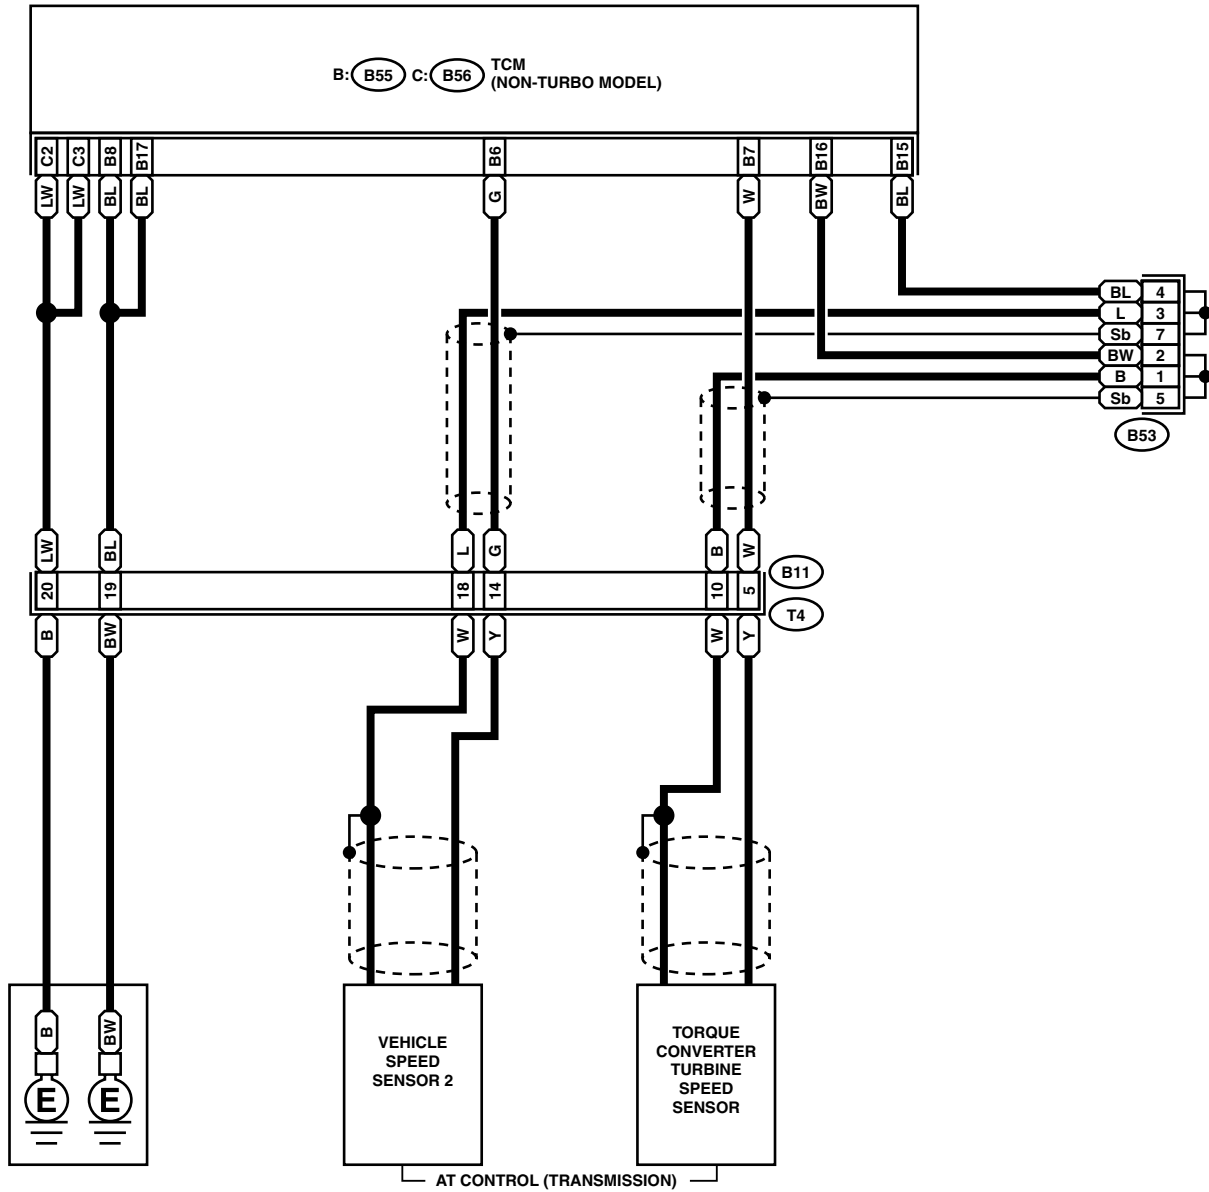 B: B55 C: B56 TCM
(NON-TURBO MODEL)
C2 C3 B8 B17 B6 B7 B16 B15
LW LW BL BL G W BW BL
BL 4
L 3
Sb 7
BW 2
B 1
Sb 5
B53
LW BL L G B W
B11
20 19 18 14 10 5
T4
B BW W Y W Y
B BW
E E
VEHICLE
SPEED
SENSOR 2
TORQUE
CONVERTER
TURBINE
SPEED
SENSOR
AT CONTROL (TRANSMISSION)